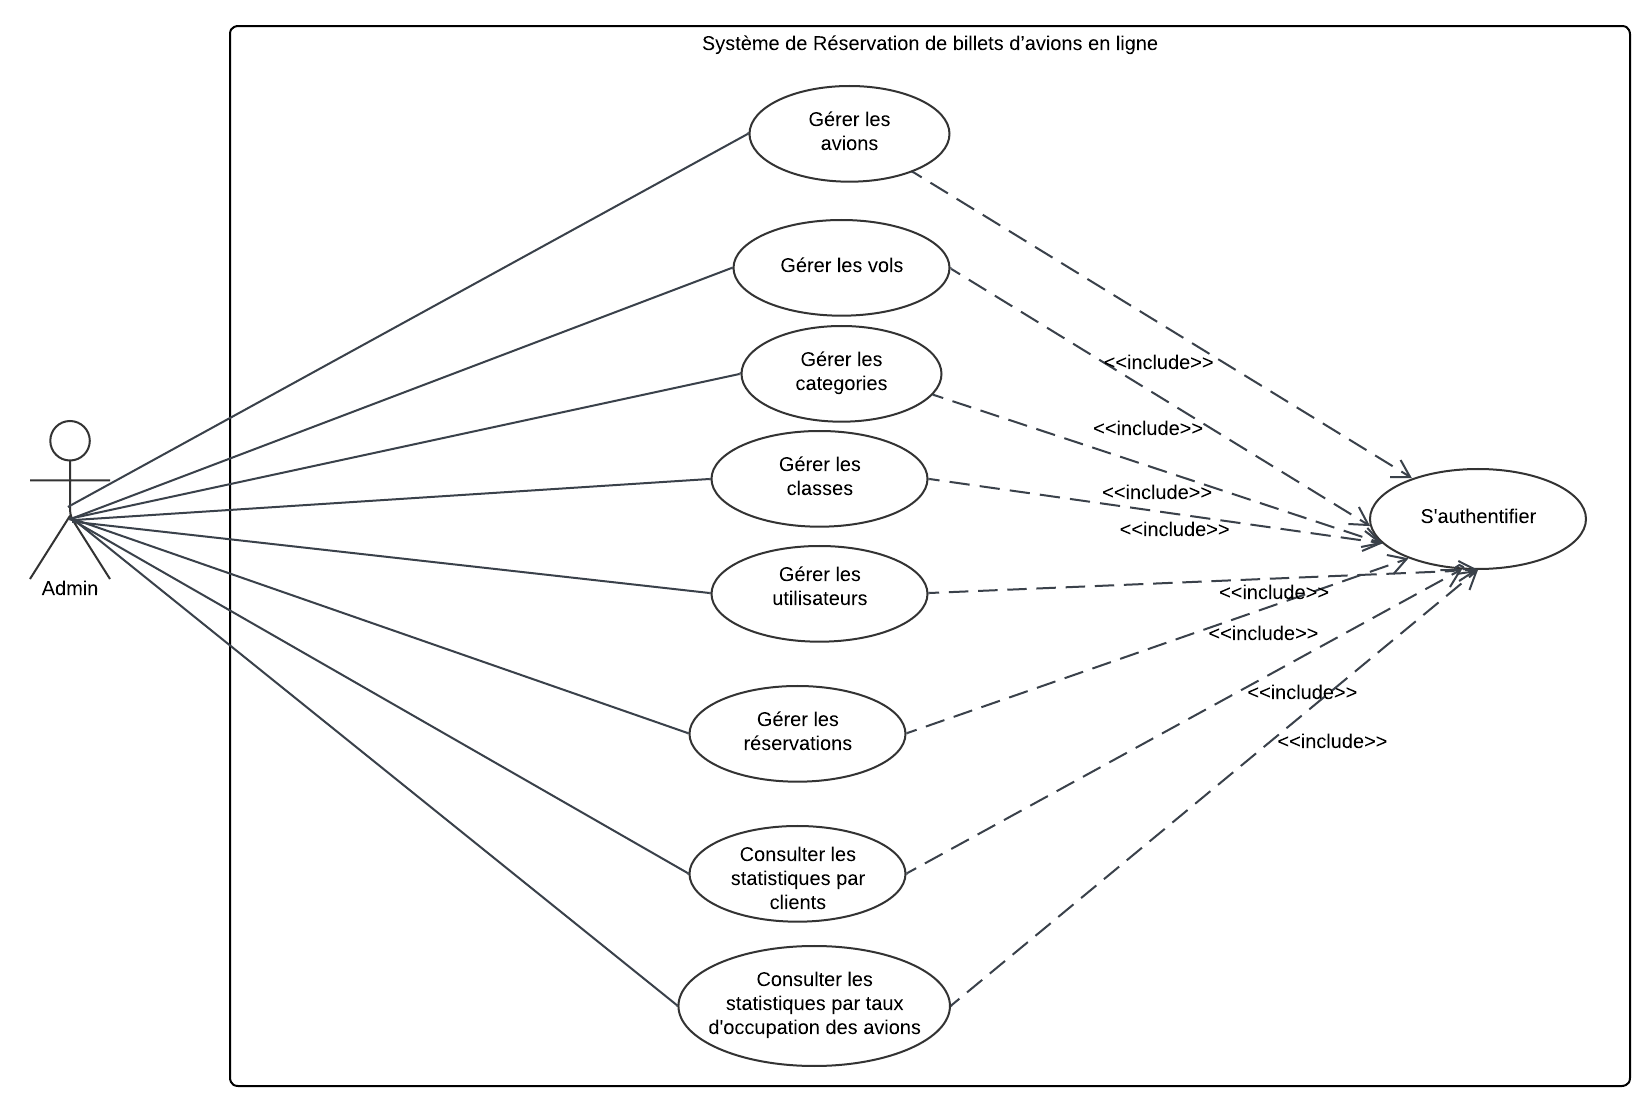 Système de Réservation de billets d'avions en ligne
Gérer les
avions
Gérer les vols
<<include>>
Gérer les
categories
<<include>>
Gérer les
classes
<<include>>
<<include>>
S'authentifier
Admin
Gérer les
utilisateurs
<<include>>
<<include>>
Gérer les
réservations
<<include>>
<<include>>
Consulter les
statistiques par
clients
Consulter les
statistiques par taux
d'occupation des avions